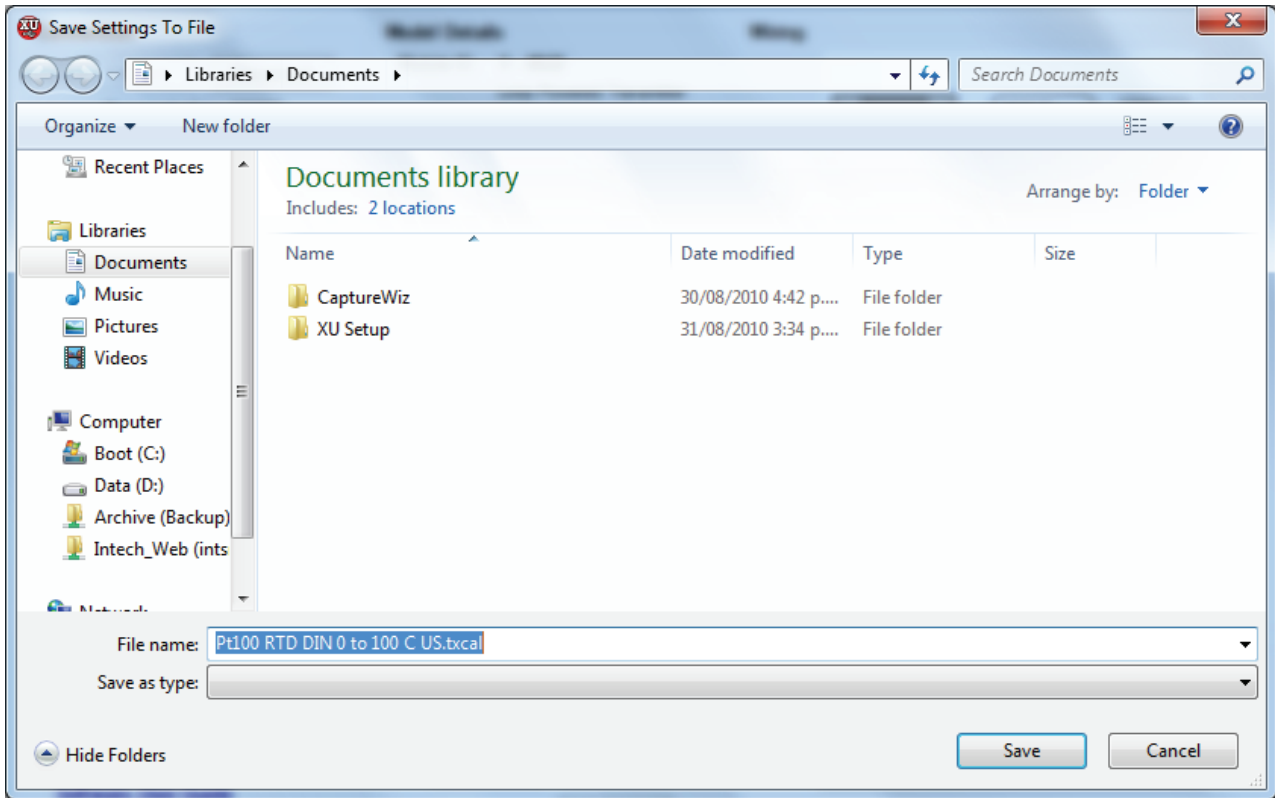 XU Save Settings To File
Libraries Documents
Search Documents
Organize New folder
Recent Places
Libraries
Documents
Music
Pictures
Videos
Computer
Boot (C:)
Data (D:)
Archive (Backup)
Intech_Web (ints
Network
Documents library
Includes: 2 locations
Arrange by: Folder
Name Date modified Type Size
CaptureWiz 30/08/2010 4:42 p.... File folder
XU Setup 31/08/2010 3:34 p.... File folder
File name: Pt100 RTD DIN 0 to 100 C US.txcal
Save as type:
Hide Folders
Save Cancel